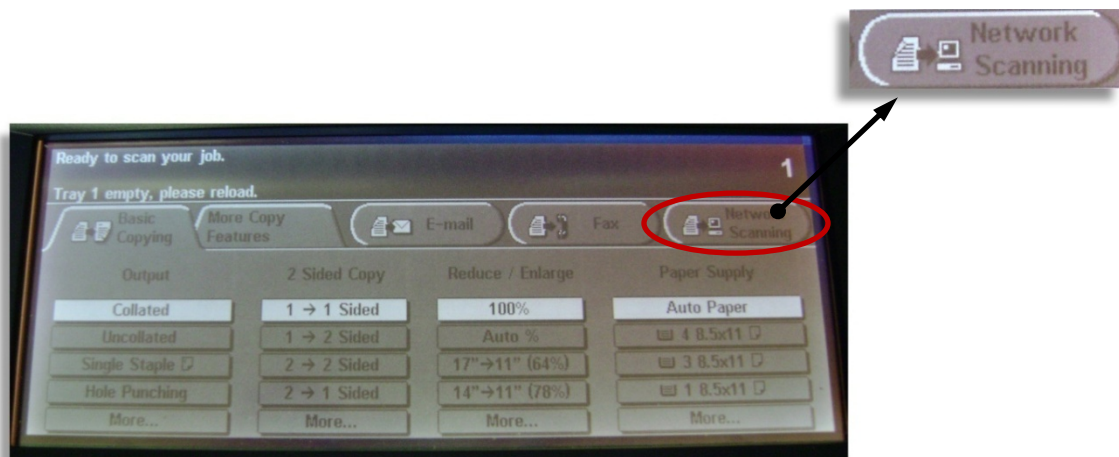 Network
Scanning
Ready to scan your job.
1
Tray 1 empty, please reload.
Basic
Copying
More Copy
Features
E-mail
Fax
Network
Scanning
Output
2 Sided Copy
Reduce / Enlarge
Paper Supply
Collated
1 → 1 Sided
100%
Auto Paper
Uncollated
1 → 2 Sided
Auto %
4 8.5x11
Single Staple
2 → 2 Sided
17"→11" (64%)
3 8.5x11
Hole Punching
2 → 1 Sided
14"→11" (78%)
1 8.5x11
More...
More...
More...
More...